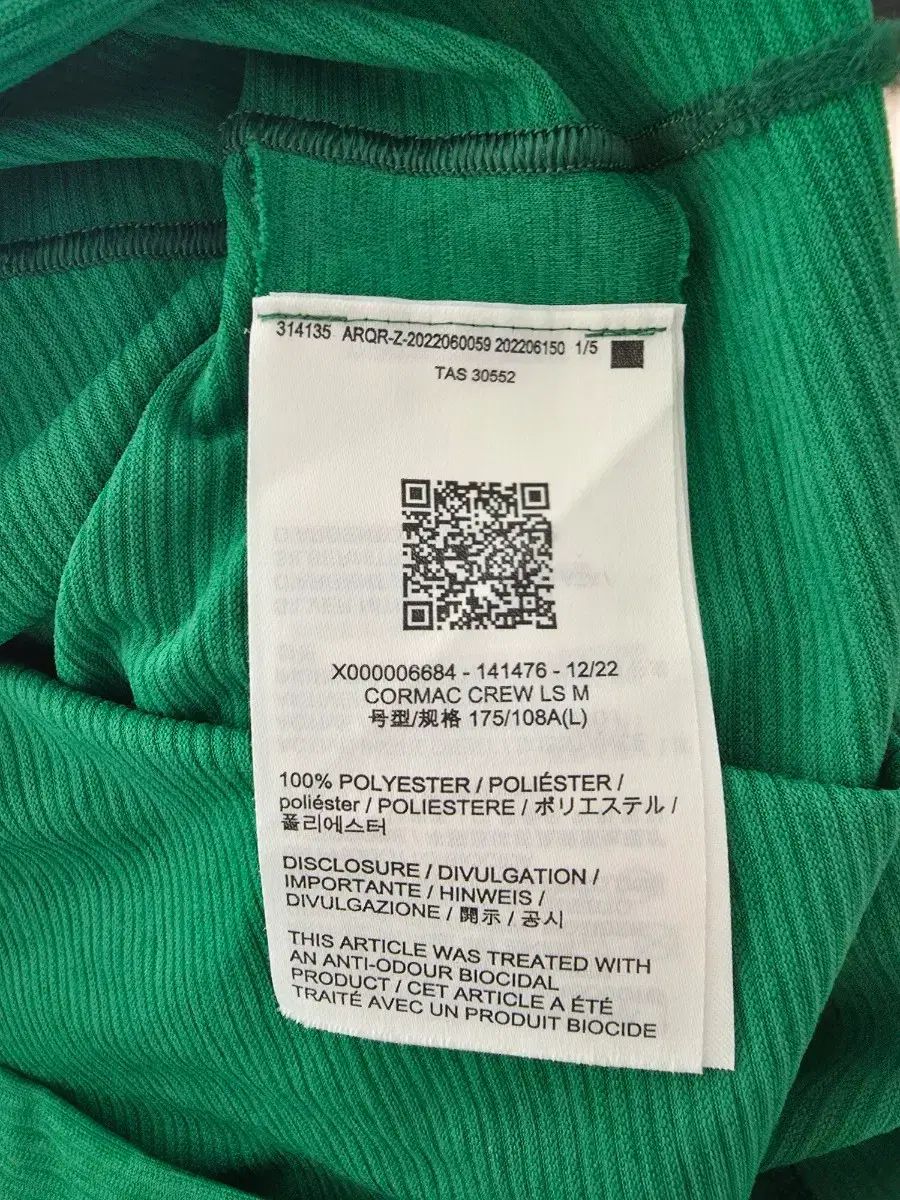 314135 ARQR-Z-2022060059 202206150 1/5
TAS 30552
X000006684 - 141476 - 12/22
CORMAC CREW LS M
号型/规格 175/108A(L)
100% POLYESTER / POLIÉSTER /
poliéster / POLIESTERE / ポリエステル /
폴리에스터
DISCLOSURE / DIVULGATION /
IMPORTANTE / HINWEIS /
DIVULGAZIONE / 開示 / 공시
THIS ARTICLE WAS TREATED WITH
AN ANTI-ODOUR BIOCIDAL
PRODUCT / CET ARTICLE A ÉTÉ
TRAITÉ AVEC UN PRODUIT BIOCIDE